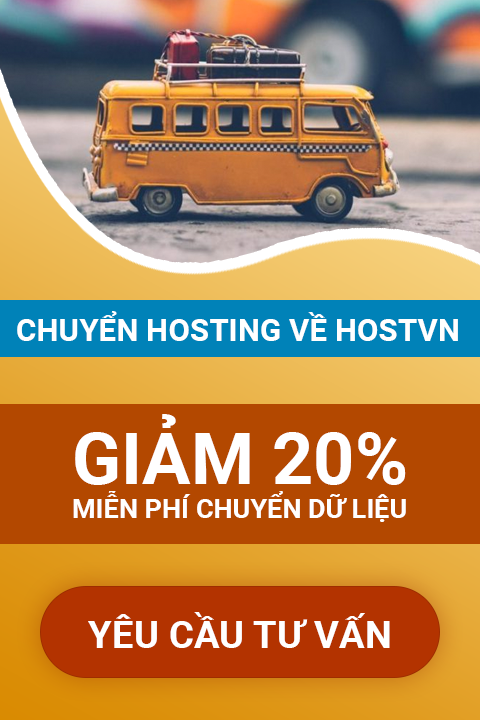 CHUYỂN HOSTING VỀ HOSTVN
GIẢM 20%
MIỄN PHÍ CHUYỂN DỮ LIỆU
YÊU CẦU TƯ VẤN